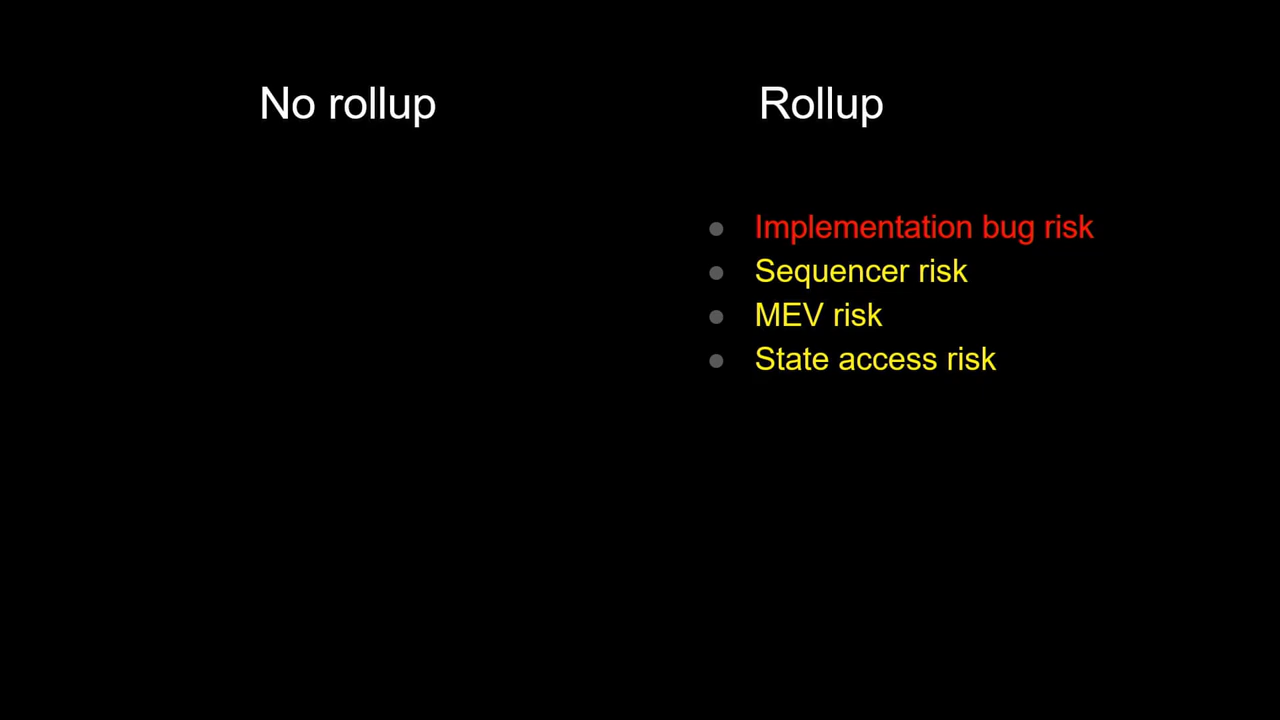 No rollup
Rollup
Implementation bug risk
Sequencer risk
MEV risk
State access risk